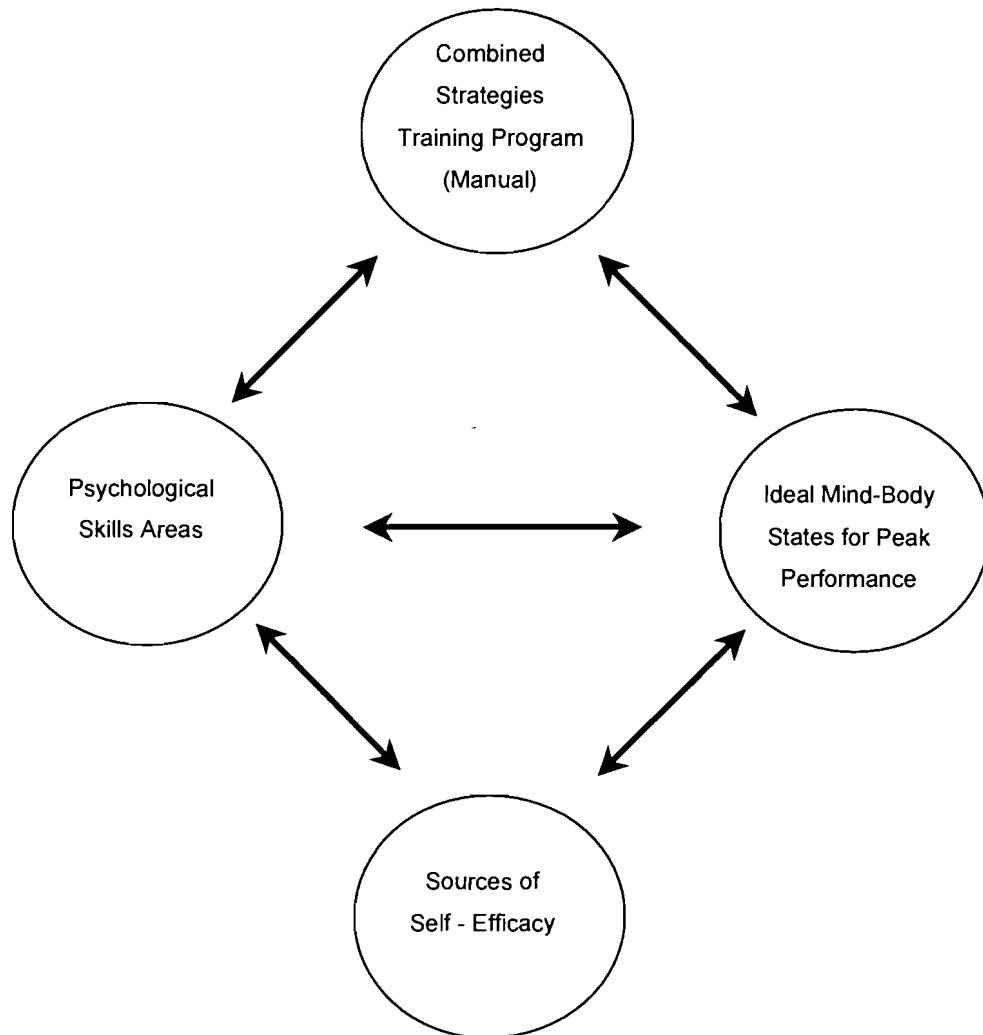 Combined
Strategies
Training Program
(Manual)
Psychological
Skills Areas
Ideal Mind-Body
States for Peak
Performance
Sources of
Self - Efficacy